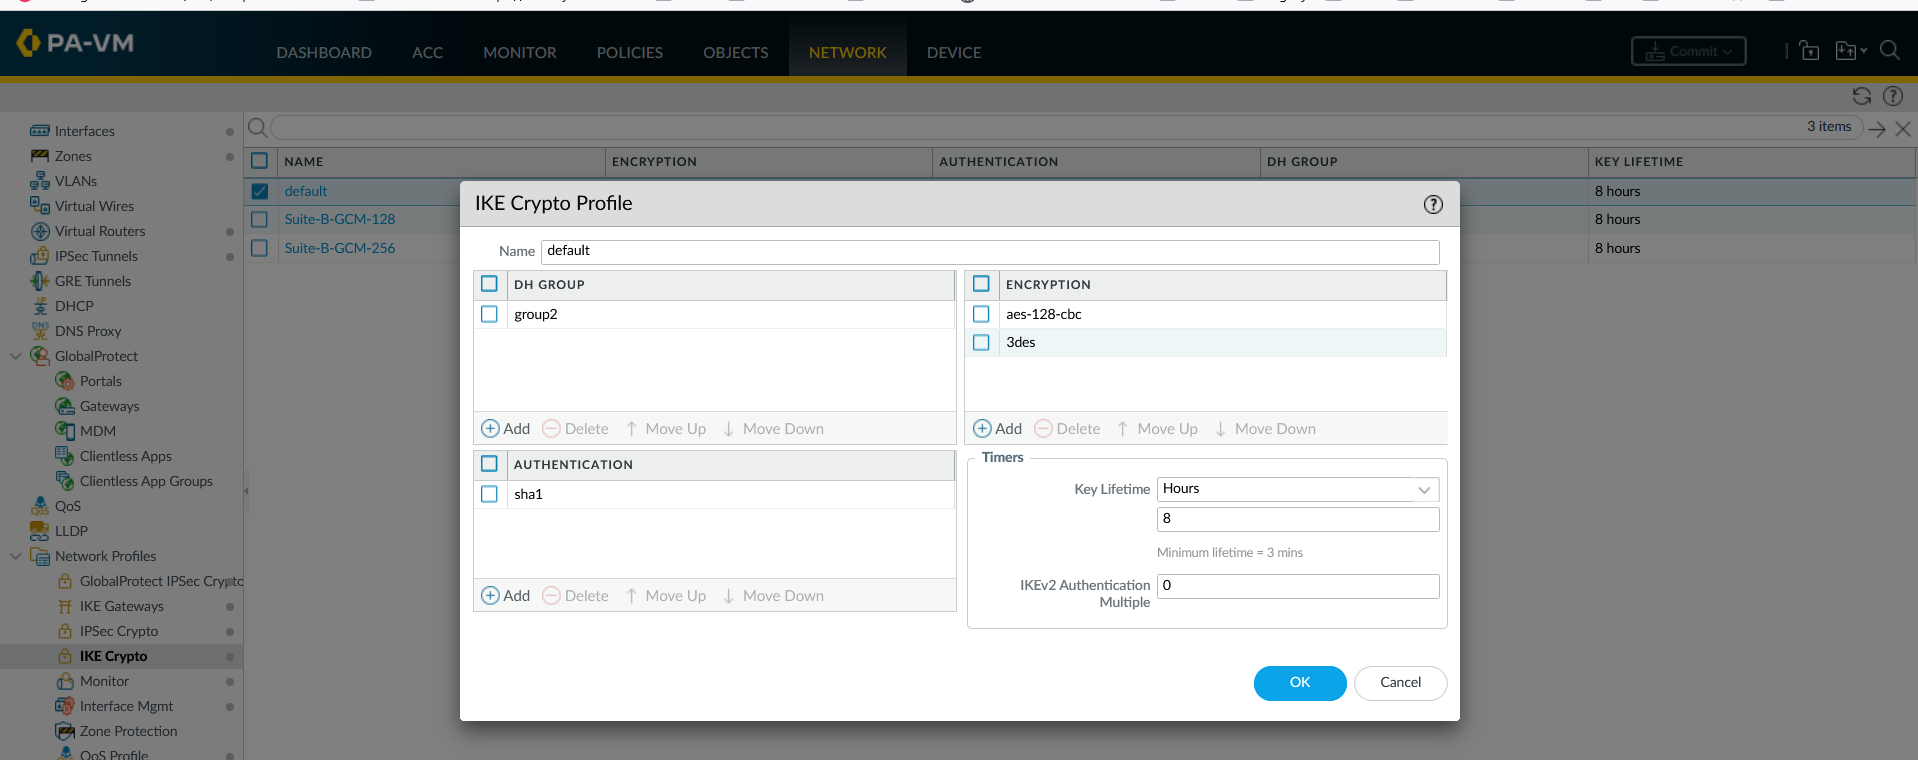 PA-VM
DASHBOARD ACC MONITOR POLICIES OBJECTS NETWORK DEVICE
Commit
3 items
Interfaces
Zones
VLANs
Virtual Wires
Virtual Routers
IPSec Tunnels
GRE Tunnels
DHCP
DNS Proxy
GlobalProtect
Portals
Gateways
MDM
Clientless Apps
Clientless App Groups
QoS
LLDP
Network Profiles
GlobalProtect IPSec Crypto
IKE Gateways
IPSec Crypto
IKE Crypto
Monitor
Interface Mgmt
Zone Protection
QoS Profile
NAME ENCRYPTION AUTHENTICATION DH GROUP KEY LIFETIME
default 8 hours
Suite-B-GCM-128 8 hours
Suite-B-GCM-256 8 hours
IKE Crypto Profile
Name default
DH GROUP
group2
Add Delete Move Up Move Down
ENCRYPTION
aes-128-cbc
3des
Add Delete Move Up Move Down
AUTHENTICATION
sha1
Add Delete Move Up Move Down
Timers
Key Lifetime Hours
8
Minimum lifetime = 3 mins
IKEv2 Authentication 0
Multiple
OK Cancel